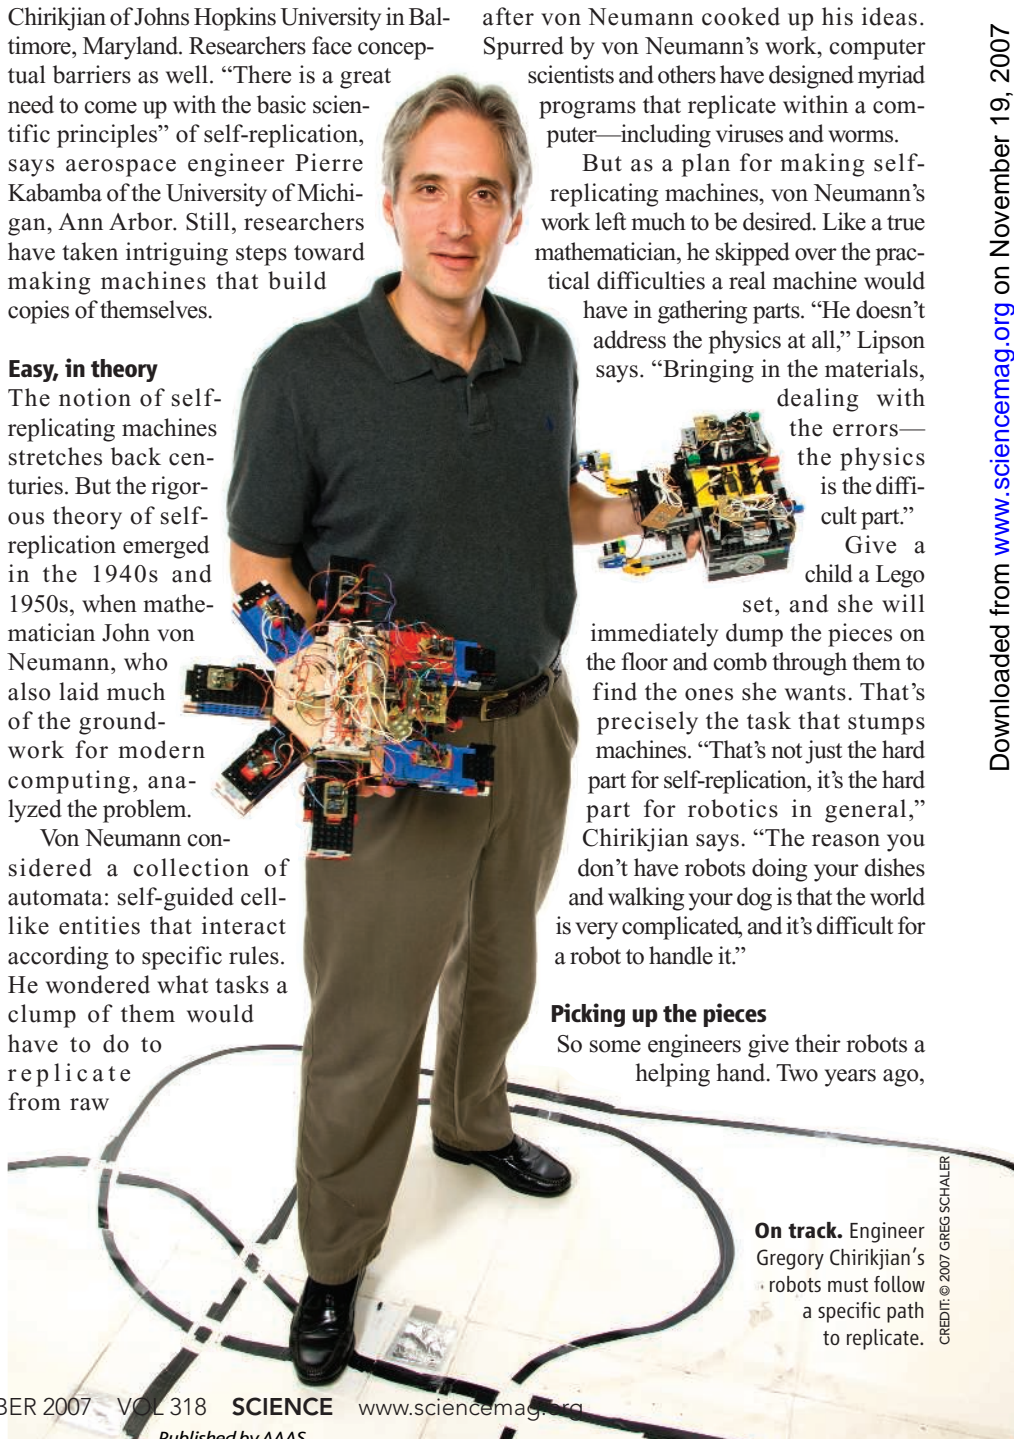 Chirikjian of Johns Hopkins University in Bal-
timore, Maryland. Researchers face concep-
tual barriers as well. “There is a great
need to come up with the basic scien-
tific principles” of self-replication,
says aerospace engineer Pierre
Kabamba of the University of Michi-
gan, Ann Arbor. Still, researchers
have taken intriguing steps toward
making machines that build
copies of themselves.
Easy, in theory
The notion of self-
replicating machines
stretches back cen-
turies. But the rigor-
ous theory of self-
replication emerged
in the 1940s and
1950s, when mathe-
matician John von
Neumann, who
also laid much
of the ground-
work for modern
computing, ana-
lyzed the problem.
Von Neumann con-
sidered a collection of
automata: self-guided cell-
like entities that interact
according to specific rules.
He wondered what tasks a
clump of them would
have to do to
replicate
from raw
after von Neumann cooked up his ideas.
Spurred by von Neumann’s work, computer
scientists and others have designed myriad
programs that replicate within a com-
puter—including viruses and worms.
But as a plan for making self-
replicating machines, von Neumann’s
work left much to be desired. Like a true
mathematician, he skipped over the prac-
tical difficulties a real machine would
have in gathering parts. “He doesn’t
address the physics at all,” Lipson
says. “Bringing in the materials,
dealing with
the errors—
the physics
is the diffi-
cult part.”
Give a
child a Lego
set, and she will
immediately dump the pieces on
the floor and comb through them to
find the ones she wants. That’s
precisely the task that stumps
machines. “That’s not just the hard
part for self-replication, it’s the hard
part for robotics in general,”
Chirikjian says. “The reason you
don’t have robots doing your dishes
and walking your dog is that the world
is very complicated, and it’s difficult for
a robot to handle it.”
Picking up the pieces
So some engineers give their robots a
helping hand. Two years ago,
On track. Engineer
Gregory Chirikjian’s
robots must follow
a specific path
to replicate.
CREDIT: © 2007 GREG SCHALER
Downloaded from www.sciencemag.org on November 19, 2007
BER 2007 VOL 318 SCIENCE www.sciencemag.org
Published by AAAS